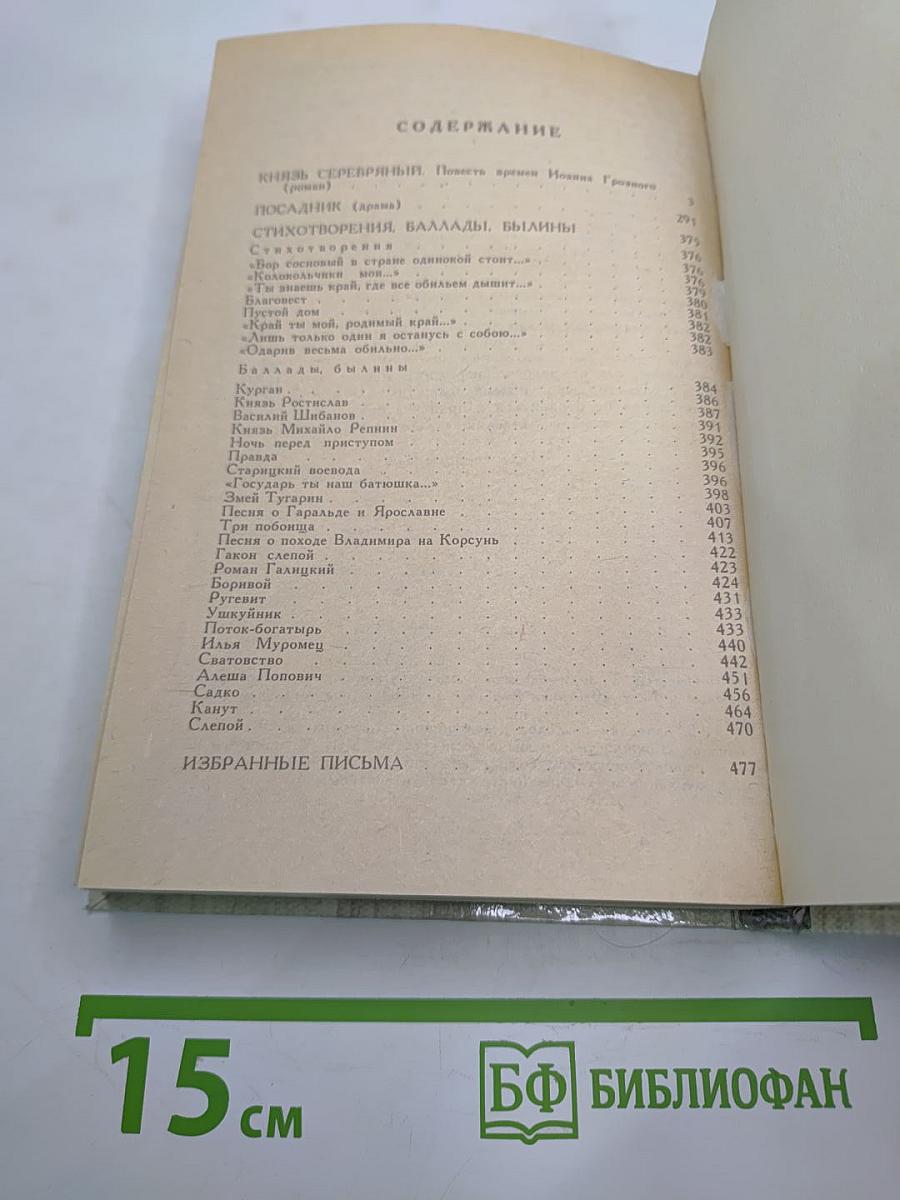 СОДЕРЖАНИЕ
КНЯЗЬ СЕРЕБРЯНЫЙ. Повесть времен Иоанна Грозного
(роман) . . . 3
ПОСАДНИК (драма) . . . 291
СТИХОТВОРЕНИЯ, БАЛЛАДЫ, БЫЛИНЫ . . . 375
Стихотворения . . . 376
«Бор сосновый в стране одинокой стоит...» . . . 376
«Колокольчики мои...» . . . 376
«Ты знаешь край, где все обильем дышит...» . . . 379
Благовест . . . 380
Пустой дом . . . 381
«Край ты мой, родимый край...» . . . 382
«Лишь только один я останусь с собою...» . . . 382
«Одарив весьма обильно...» . . . 383
Баллады, былины
Курган . . . 384
Князь Ростислав . . . 386
Василий Шибанов . . . 387
Князь Михайло Репнин . . . 391
Ночь перед приступом . . . 392
Правда . . . 395
Старицкий воевода . . . 396
«Государь ты наш батюшка...» . . . 396
Змей Тугарин . . . 398
Песня о Гаральде и Ярославне . . . 403
Три побоища . . . 407
Песня о походе Владимира на Корсунь . . . 413
Гакон слепой . . . 422
Роман Галицкий . . . 423
Боривой . . . 424
Ругевит . . . 431
Ушкуйник . . . 433
Поток-богатырь . . . 433
Илья Муромец . . . 440
Сватовство . . . 442
Алеша Попович . . . 451
Садко . . . 456
Канут . . . 464
Слепой . . . 470
ИЗБРАННЫЕ ПИСЬМА . . . 477
15 см
БФ БИБЛИОФАН